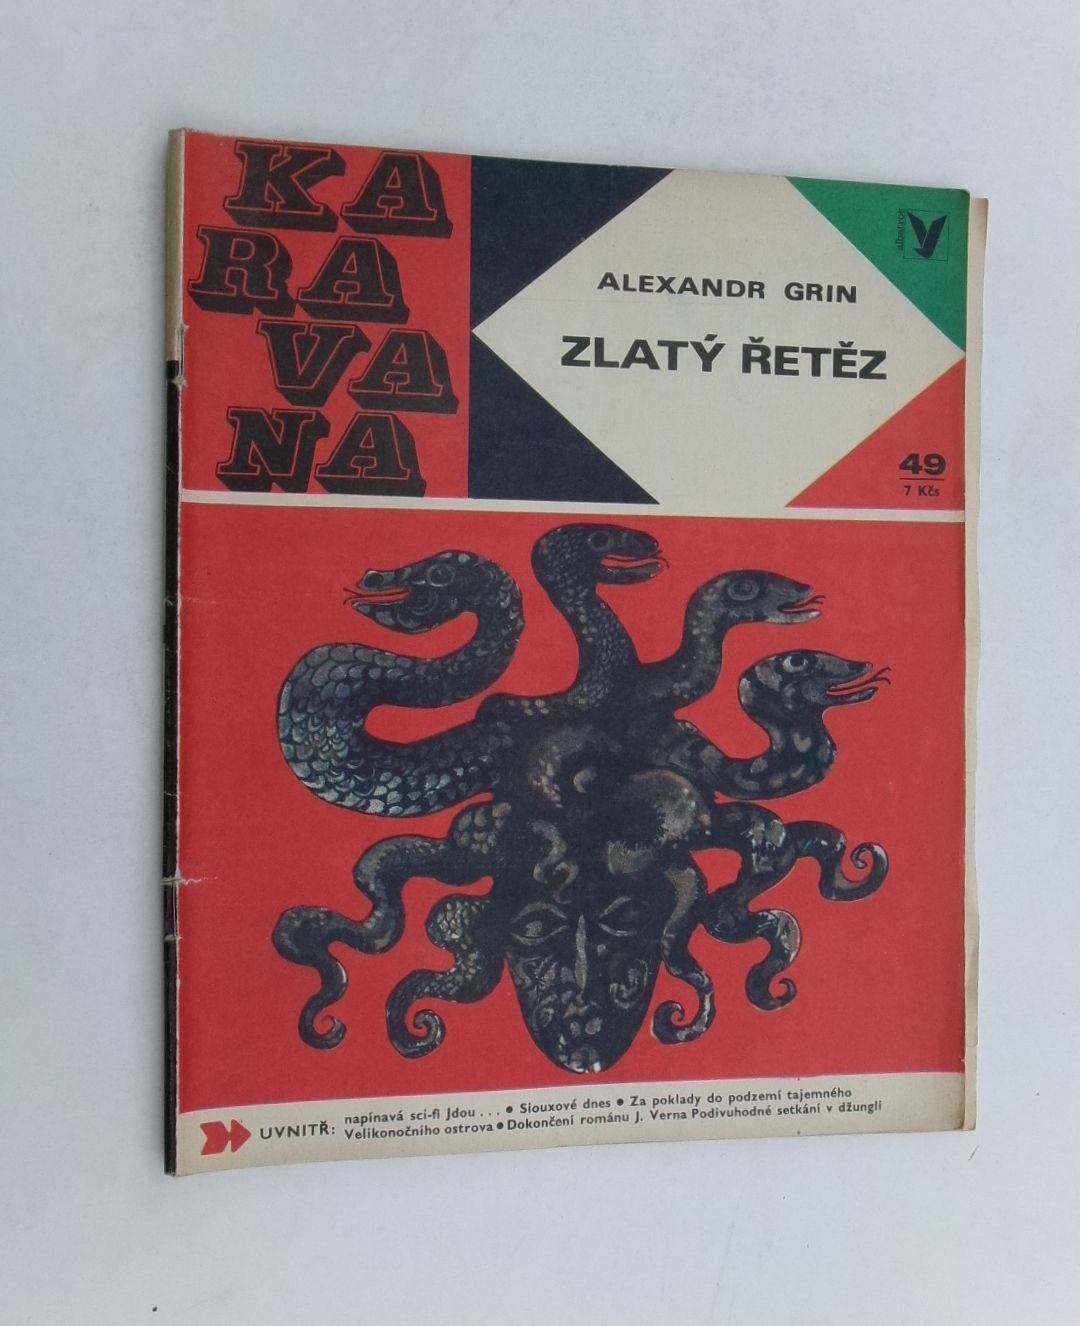 KA
RA
VA
NA
albatros
ALEXANDR GRIN
ZLATÝ ŘETĚZ
49
7 Kčs
UVNITŘ: napínavá sci-fi Jdou . . . ● Siouxové dnes ● Za poklady do podzemí tajemného
Velikonočního ostrova ● Dokončení románu J. Verna Podivuhodné setkání v džungli